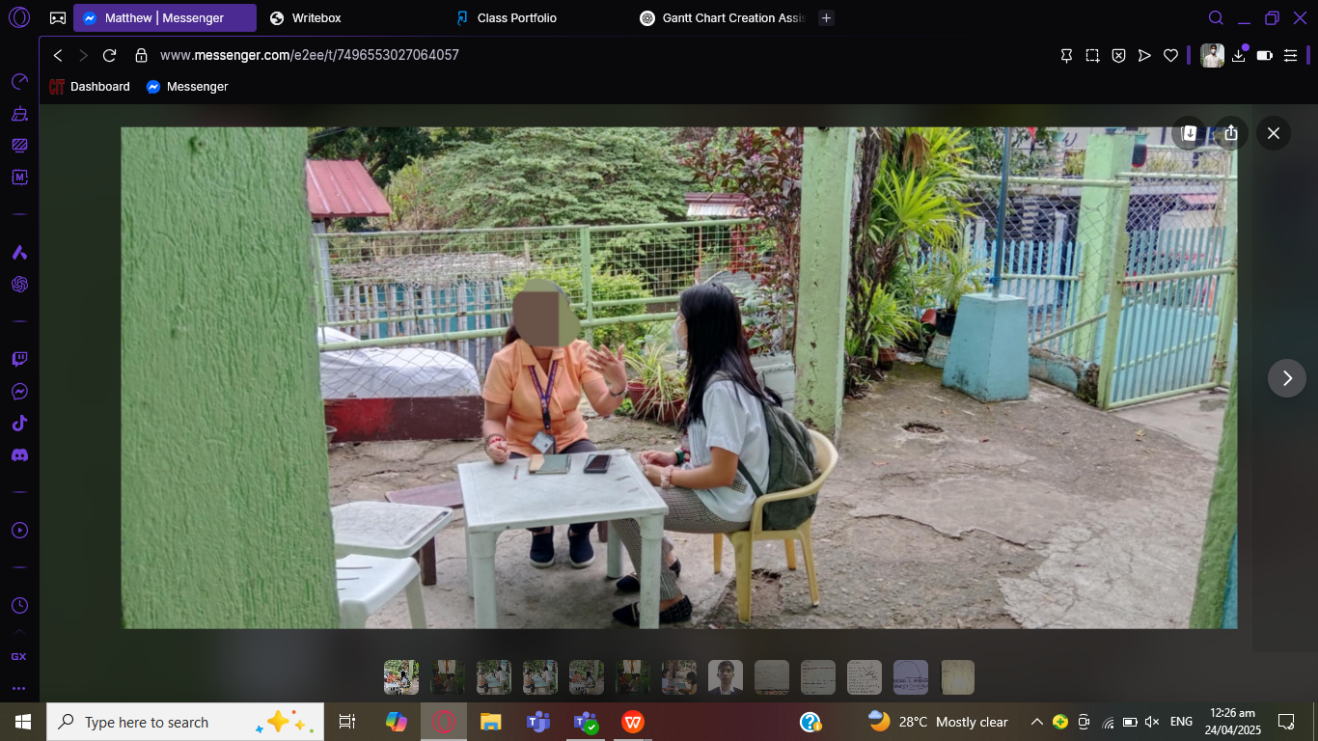 Matthew | Messenger
Writebox
Class Portfolio
Gantt Chart Creation Assis
www.messenger.com/e2ee/t/7496553027064057
CIT Dashboard
Messenger
M
GX
Type here to search
28°C Mostly clear
ENG
12:26 am
24/04/2025